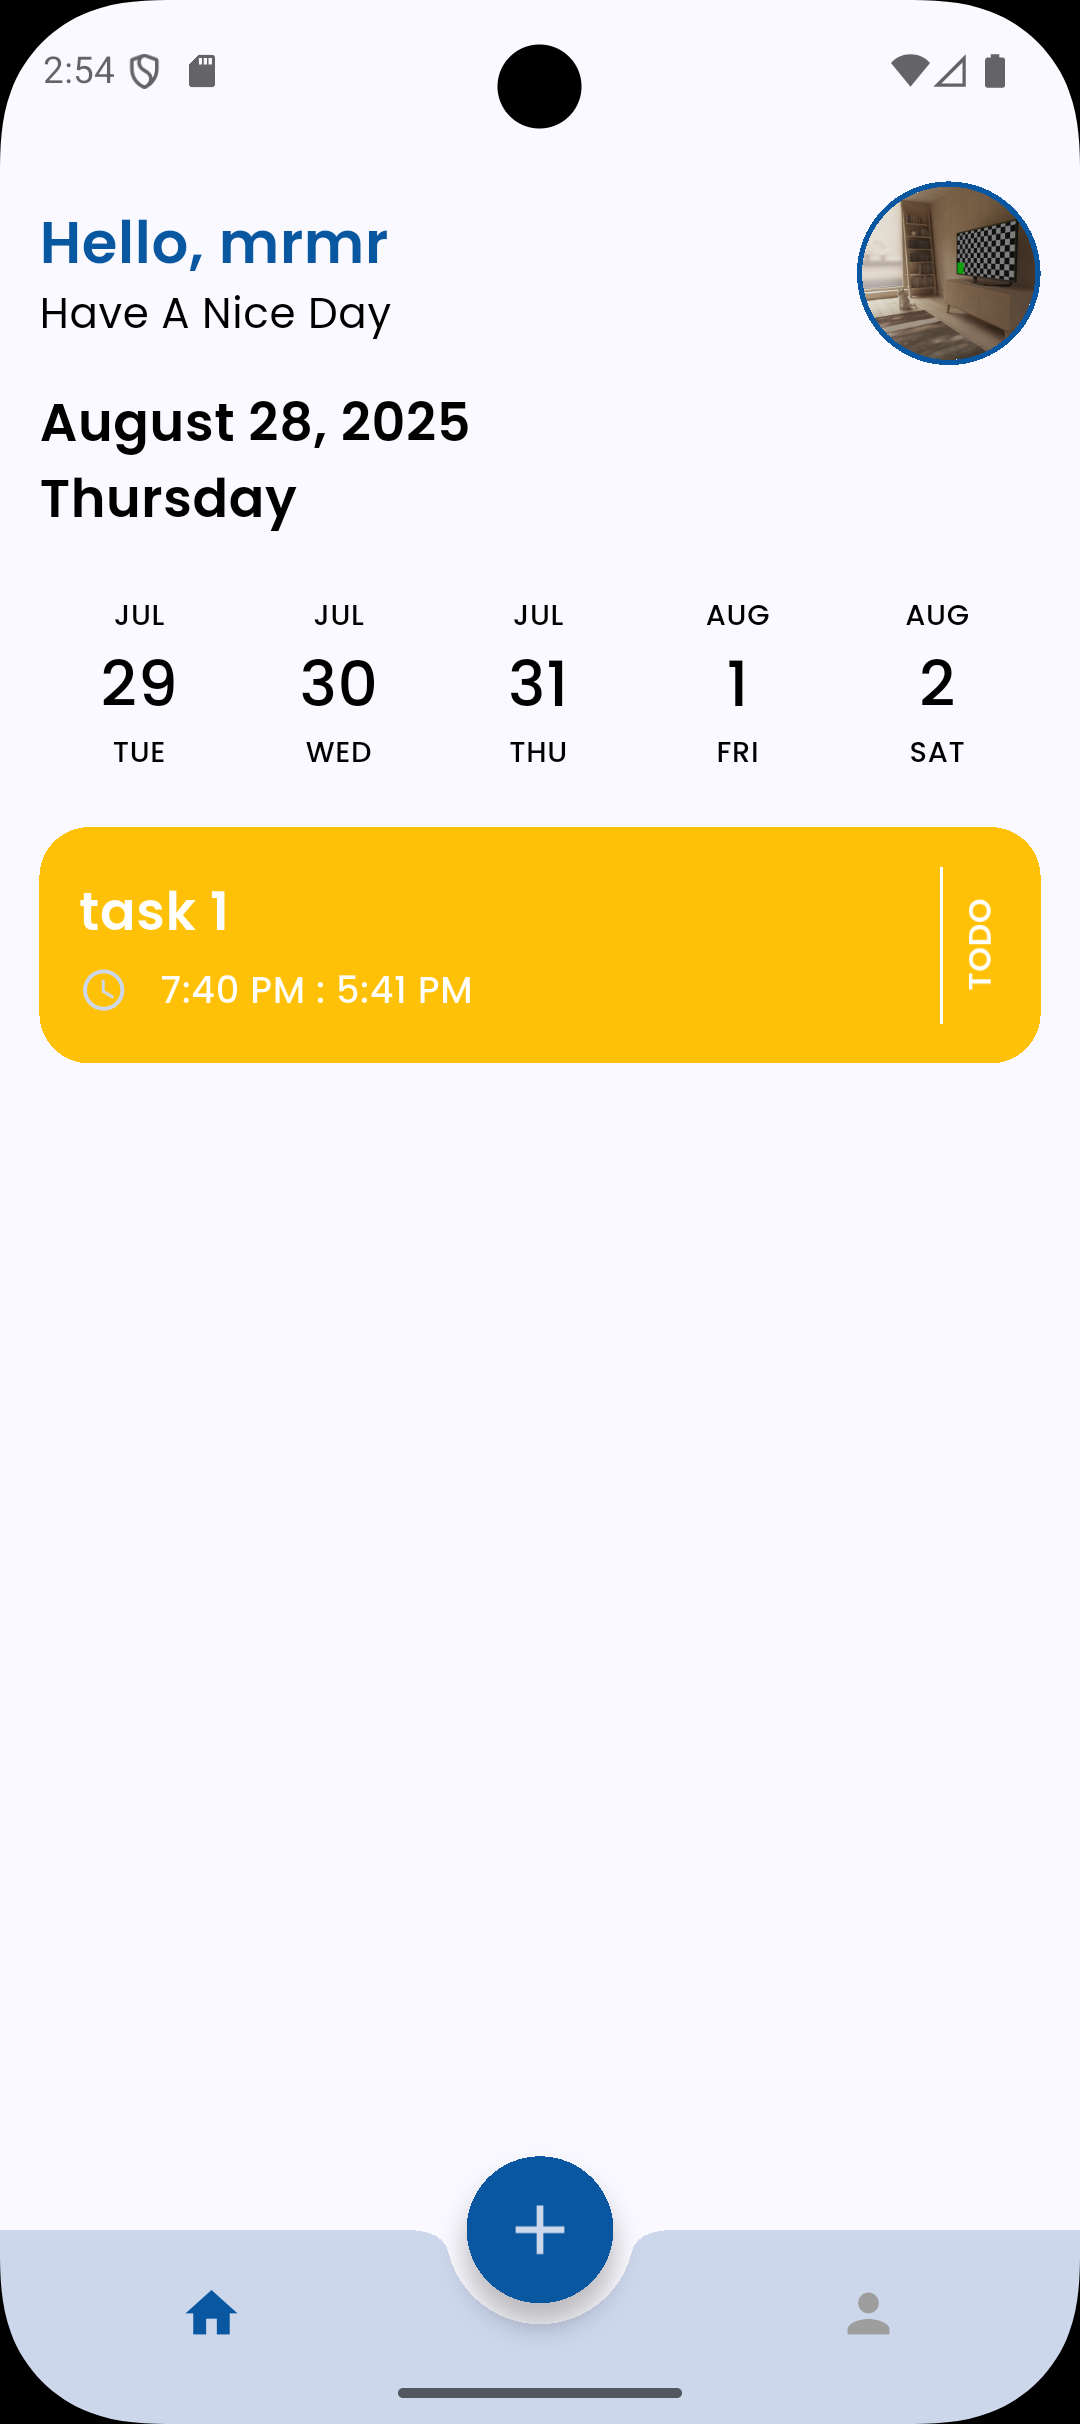 2:54
Hello, mrmr
Have A Nice Day
August 28, 2025
Thursday
JUL JUL JUL AUG AUG
29 30 31 1 2
TUE WED THU FRI SAT
task 1
7:40 PM : 5:41 PM
TODO